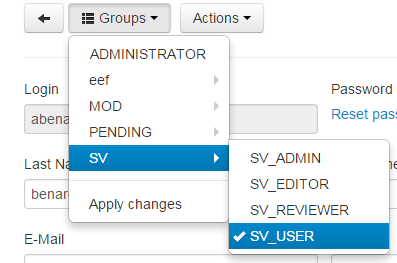 Groups Actions
ADMINISTRATOR
eef
Login Password
MOD
abena
Reset pas
PENDING
SV
SV_ADMIN
Last Na
SV_EDITOR
benar
Apply changes
SV_REVIEWER
SV_USER
E-Mail